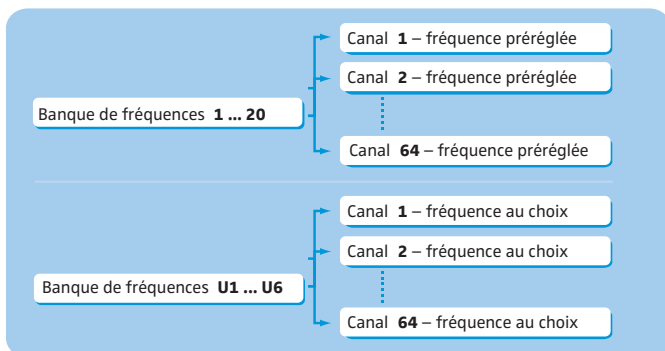 Canal 1 – fréquence préréglée
Canal 2 – fréquence préréglée
Banque de fréquences 1 ... 20
Canal 64 – fréquence préréglée
Canal 1 – fréquence au choix
Canal 2 – fréquence au choix
Banque de fréquences U1 ... U6
Canal 64 – fréquence au choix